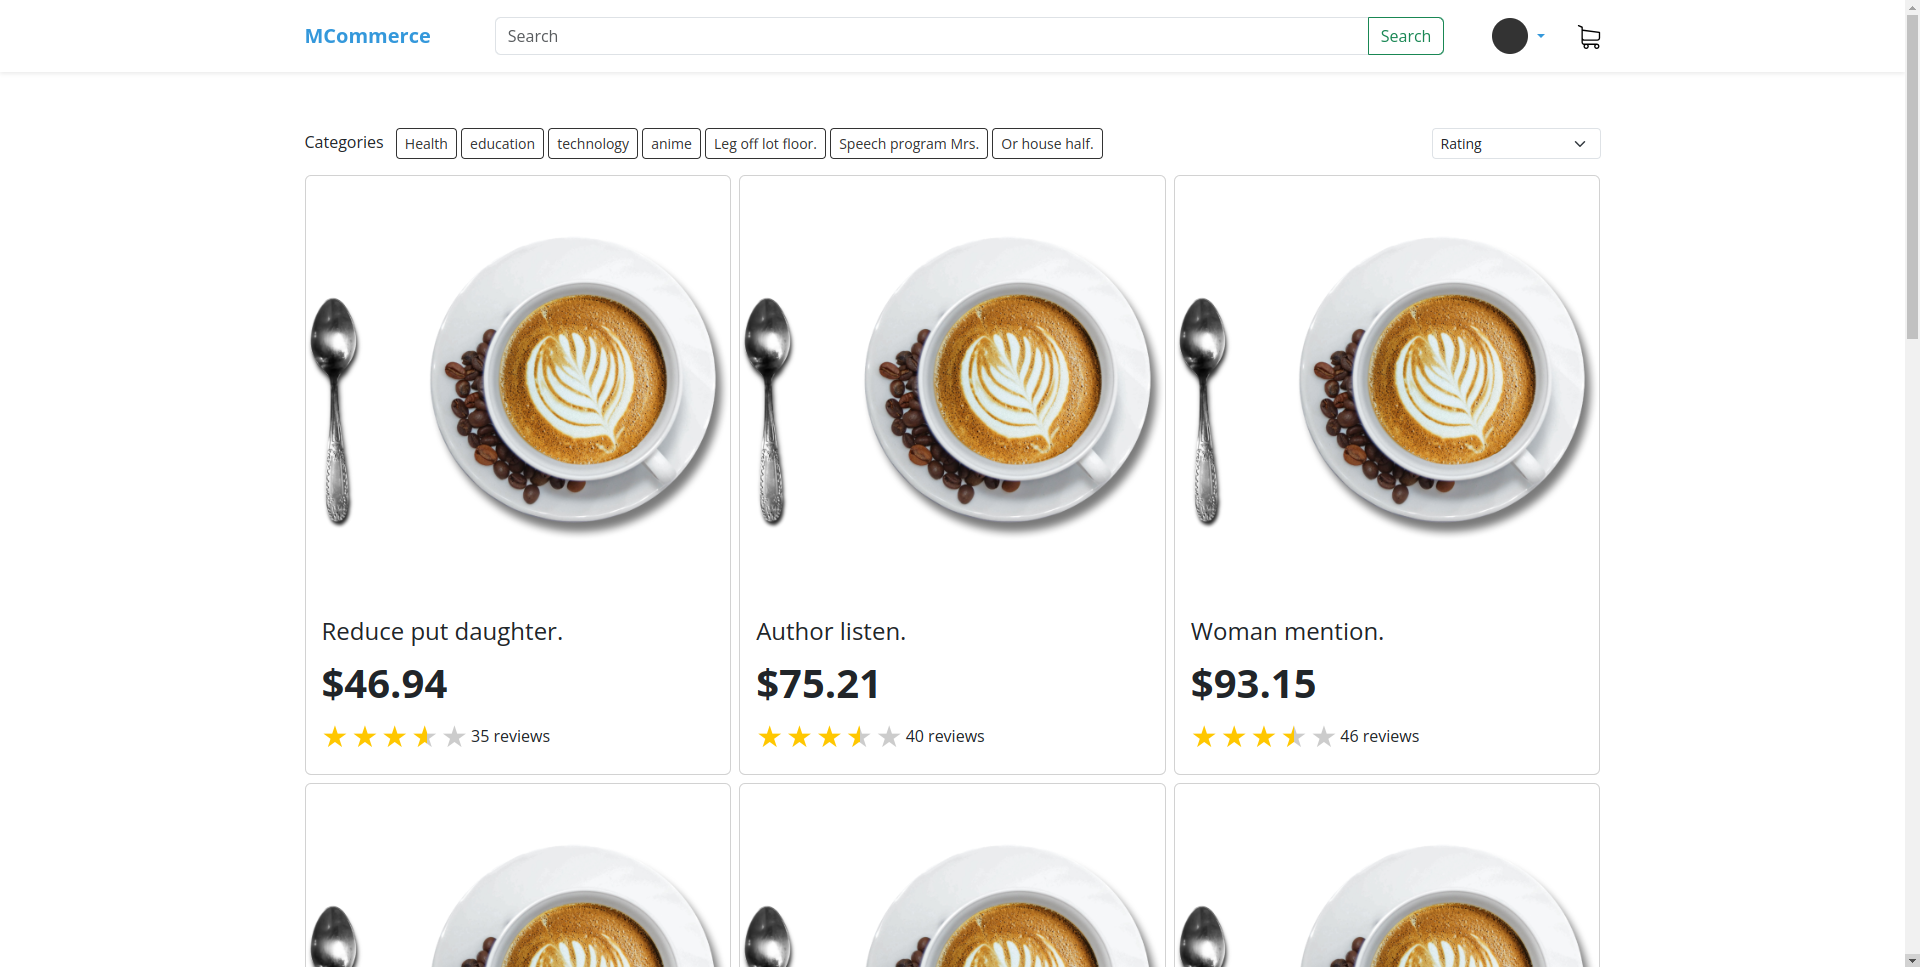 MCommerce
Search
Search
Categories
Health
education
technology
anime
Leg off lot floor.
Speech program Mrs.
Or house half.
Rating
Reduce put daughter.
$46.94
35 reviews
Author listen.
$75.21
40 reviews
Woman mention.
$93.15
46 reviews